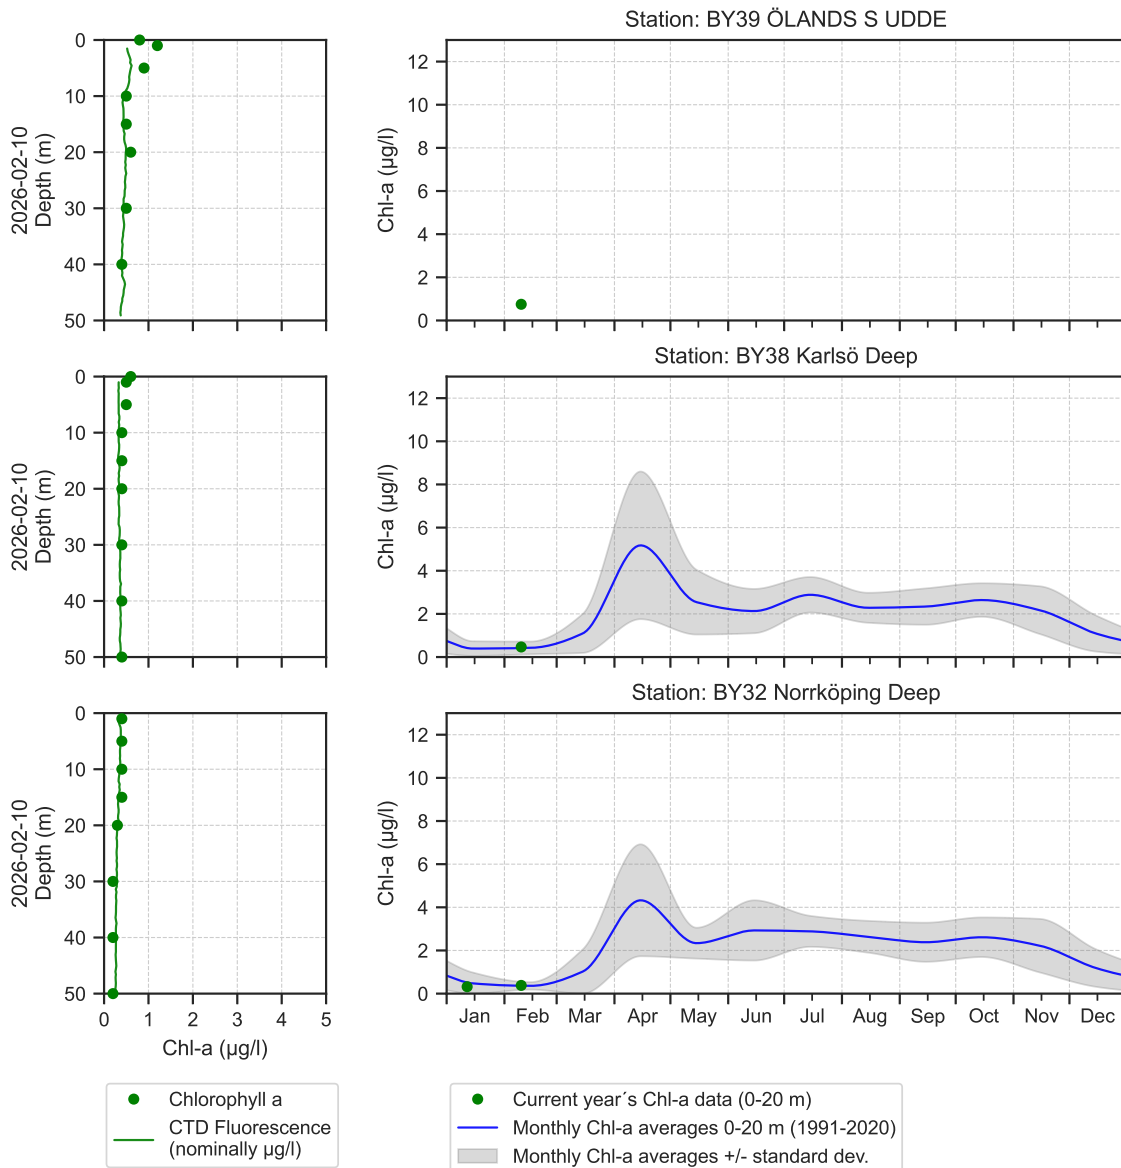 Station: BY39 ÖLANDS S UDDE
2026-02-10
Depth (m)
0
10
20
30
40
50
Chl-a (µg/l)
12
10
8
6
4
2
0
Station: BY38 Karlsö Deep
2026-02-10
Depth (m)
0
10
20
30
40
50
Chl-a (µg/l)
12
10
8
6
4
2
0
Station: BY32 Norrköping Deep
2026-02-10
Depth (m)
0
10
20
30
40
50
0 1 2 3 4 5
Chl-a (µg/l)
Chl-a (µg/l)
12
10
8
6
4
2
0
Jan Feb Mar Apr May Jun Jul Aug Sep Oct Nov Dec
Chlorophyll a
CTD Fluorescence
(nominally µg/l)
Current year´s Chl-a data (0-20 m)
Monthly Chl-a averages 0-20 m (1991-2020)
Monthly Chl-a averages +/- standard dev.